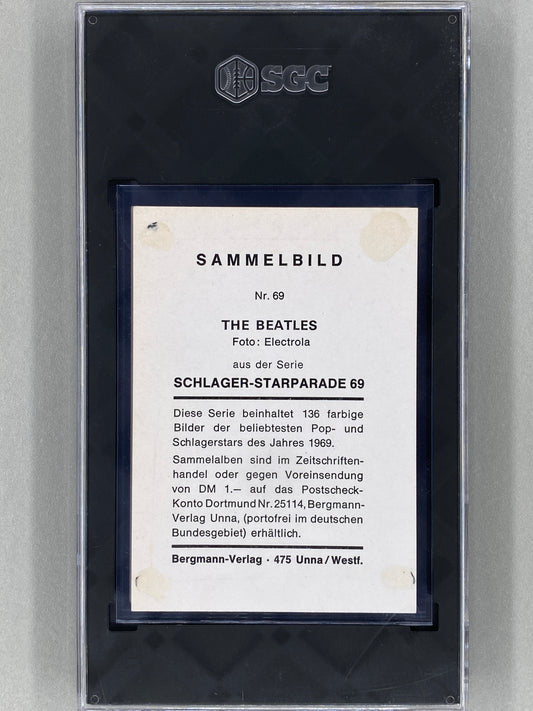 SGC
SAMMELBILD
Nr. 69
THE BEATLES
Foto: Electrola
aus der Serie
SCHLAGER-STARPARADE 69
Diese Serie beinhaltet 136 farbige
Bilder der beliebtesten Pop- und
Schlagerstars des Jahres 1969.
Sammelalben sind im Zeitschriften-
handel oder gegen Voreinsendung
von DM 1.— auf das Postscheck-
Konto Dortmund Nr. 25114, Bergmann-
Verlag Unna, (portofrei im deutschen
Bundesgebiet) erhältlich.
Bergmann-Verlag · 475 Unna/Westf.